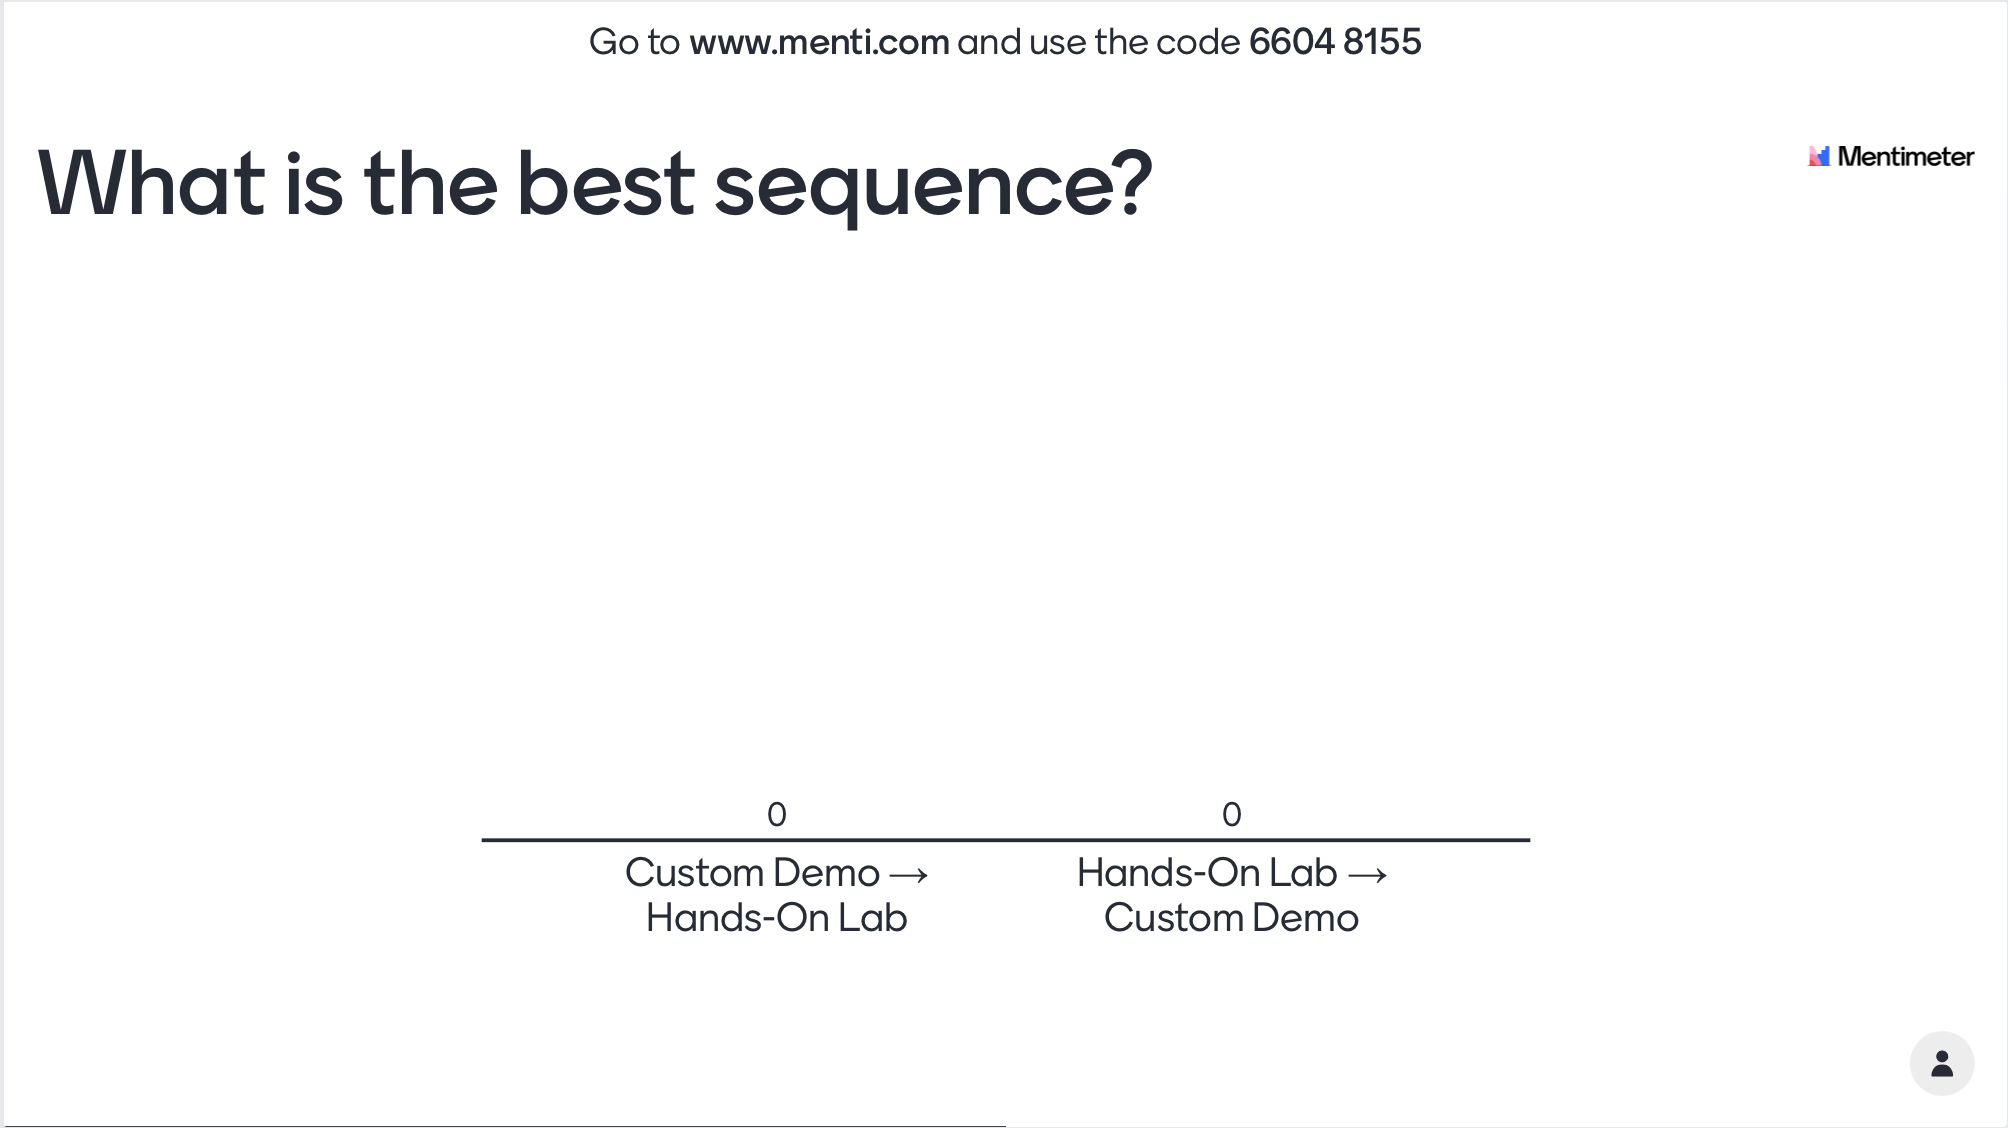 Go to www.menti.com and use the code 6604 8155
What is the best sequence?
Mentimeter
0
0
Custom Demo →
Hands-On Lab
Hands-On Lab →
Custom Demo